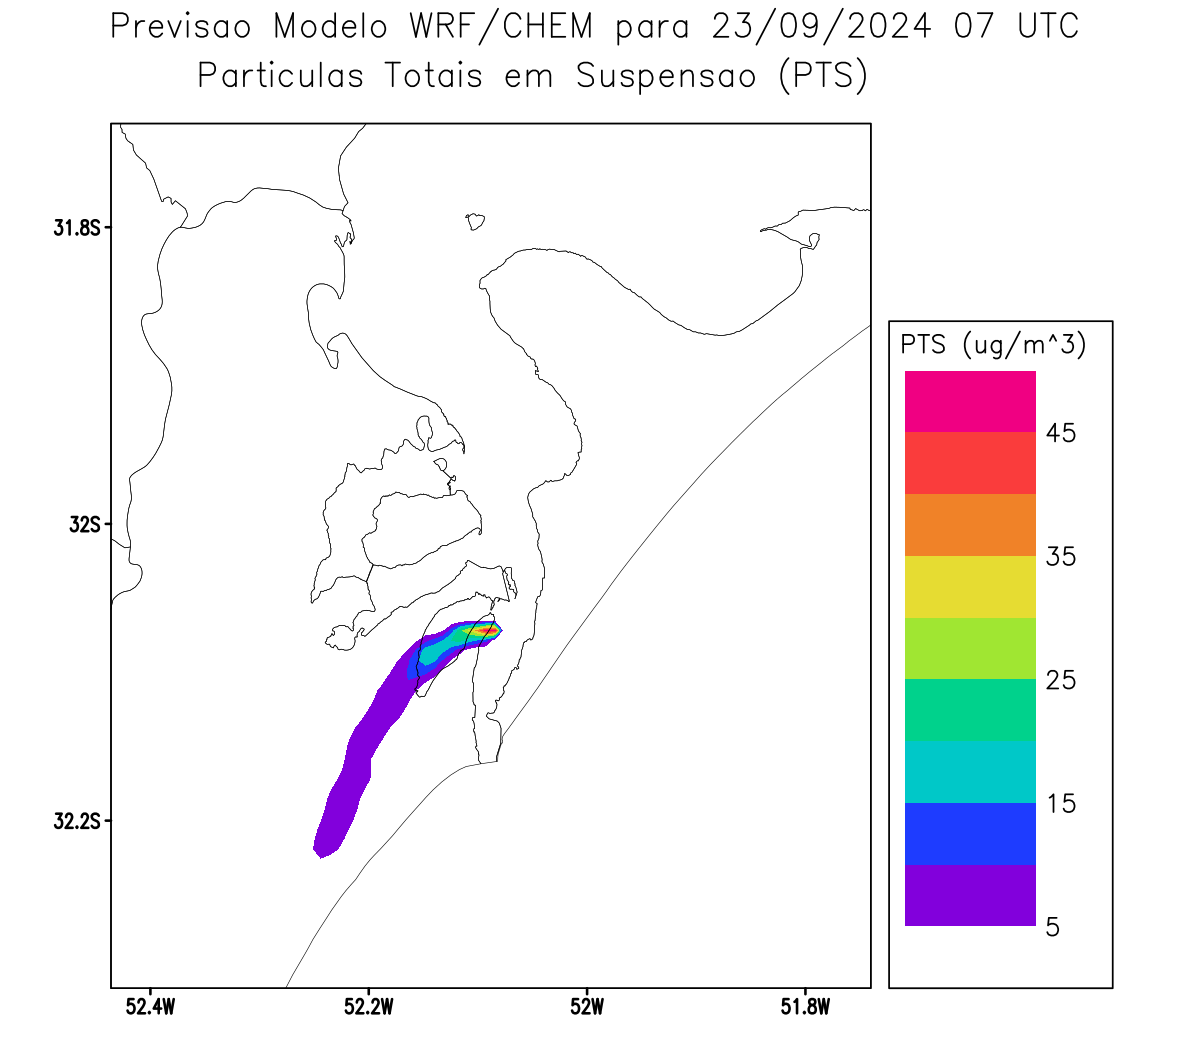 Previsao Modelo WRF/CHEM para 23/09/2024 07 UTC
Particulas Totais em Suspensao (PTS)
31.8S
32S
32.2S
52.4W
52.2W
52W
51.8W
PTS (ug/m^3)
45
35
25
15
5